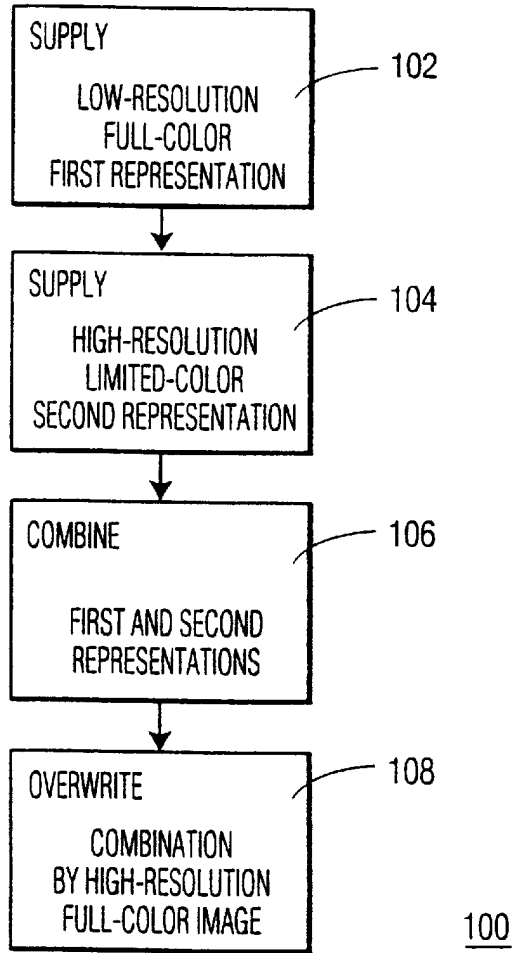 SUPPLY
102
LOW-RESOLUTION
FULL-COLOR
FIRST REPRESENTATION
SUPPLY
104
HIGH-RESOLUTION
LIMITED-COLOR
SECOND REPRESENTATION
COMBINE
106
FIRST AND SECOND
REPRESENTATIONS
OVERWRITE
108
COMBINATION
BY HIGH-RESOLUTION
FULL-COLOR IMAGE
100